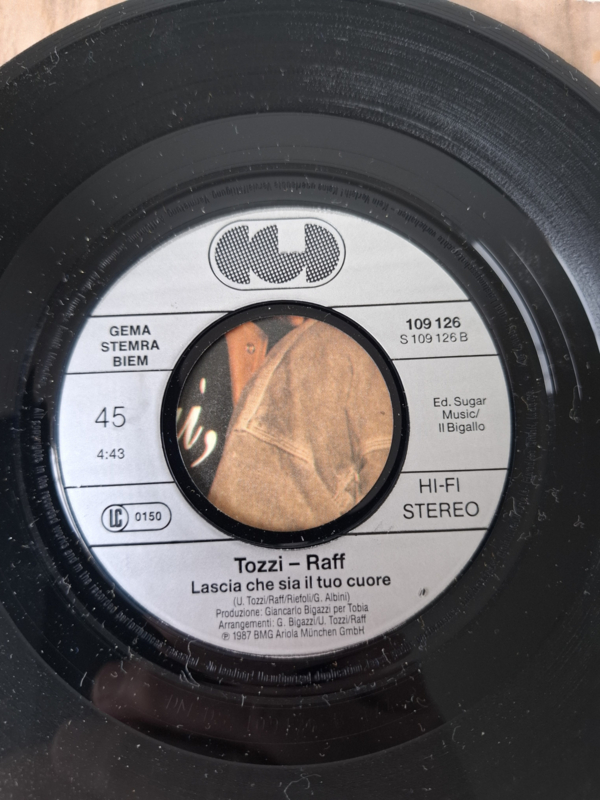 GEMA
STEMRA
BIEM
45
4:43
LC 0150
109 126
S 109 126 B
Ed. Sugar
Music/
Il Bigallo
HI-FI
STEREO
Tozzi – Raff
Lascia che sia il tuo cuore
(U. Tozzi/Raff/Riefoli/G. Albini)
Produzione: Giancarlo Bigazzi per Tobia
Arrangementi: G. Bigazzi/U. Tozzi/Raff
℗ 1987 BMG Ariola München GmbH